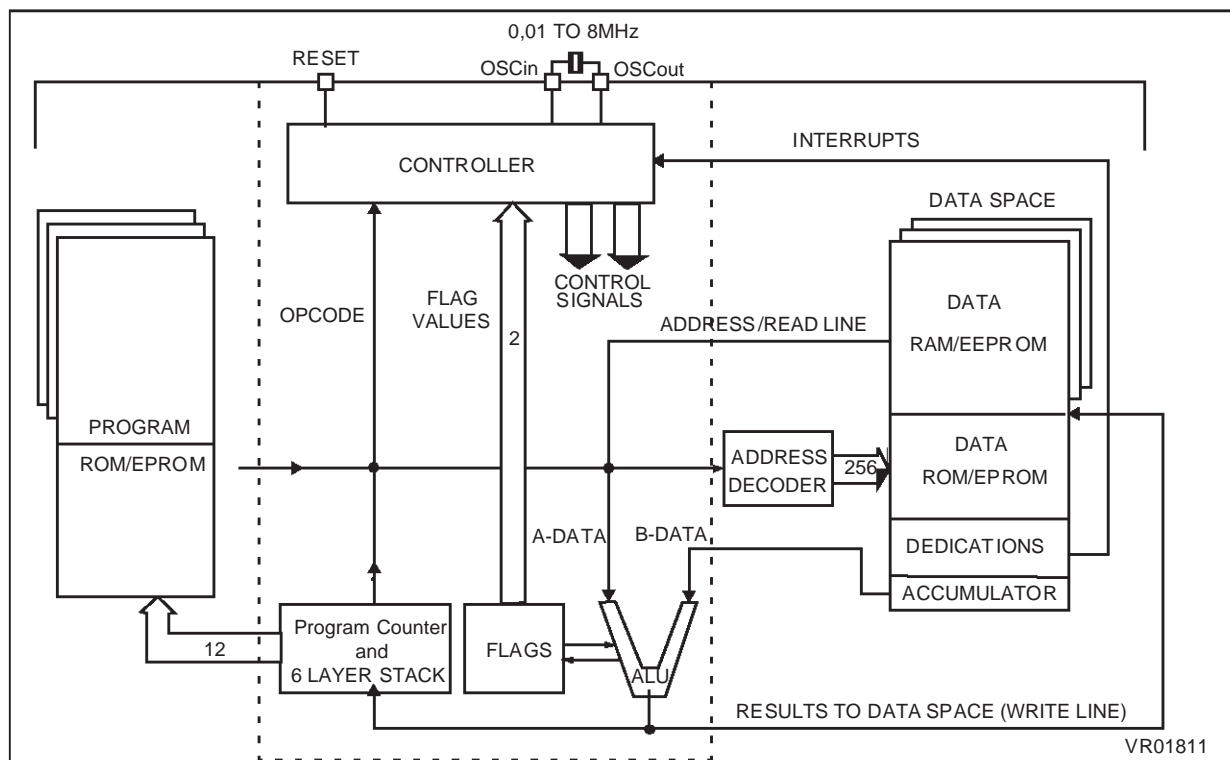 0,01 TO 8MHz
RESET
OSCin
OSCout
INTERRUPTS
CONTROLLER
DATA SPACE
CONTROL
SIGNALS
OPCODE
FLAG
VALUES
2
ADDRESS/READ LINE
DATA
RAM/EEPROM
PROGRAM
ROM/EPROM
ADDRESS
DECODER
256
DATA
ROM/EPROM
A-DATA
B-DATA
DEDICATIONS
ACCUMULATOR
12
Program Counter
and
6 LAYER STACK
FLAGS
ALU
RESULTS TO DATA SPACE (WRITE LINE)
VR01811